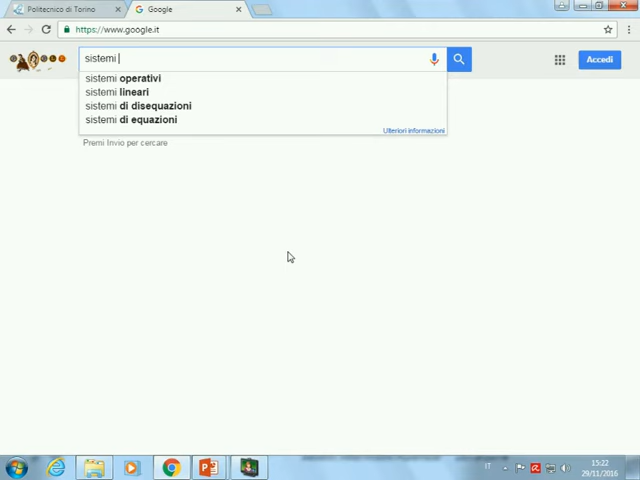 Politecnico di Torino
Google
https://www.google.it
sistemi
Accedi
sistemi operativi
sistemi lineari
sistemi di disequazioni
sistemi di equazioni
Ulteriori informazioni
Premi Invio per cercare
IT
15:22
29/11/2016